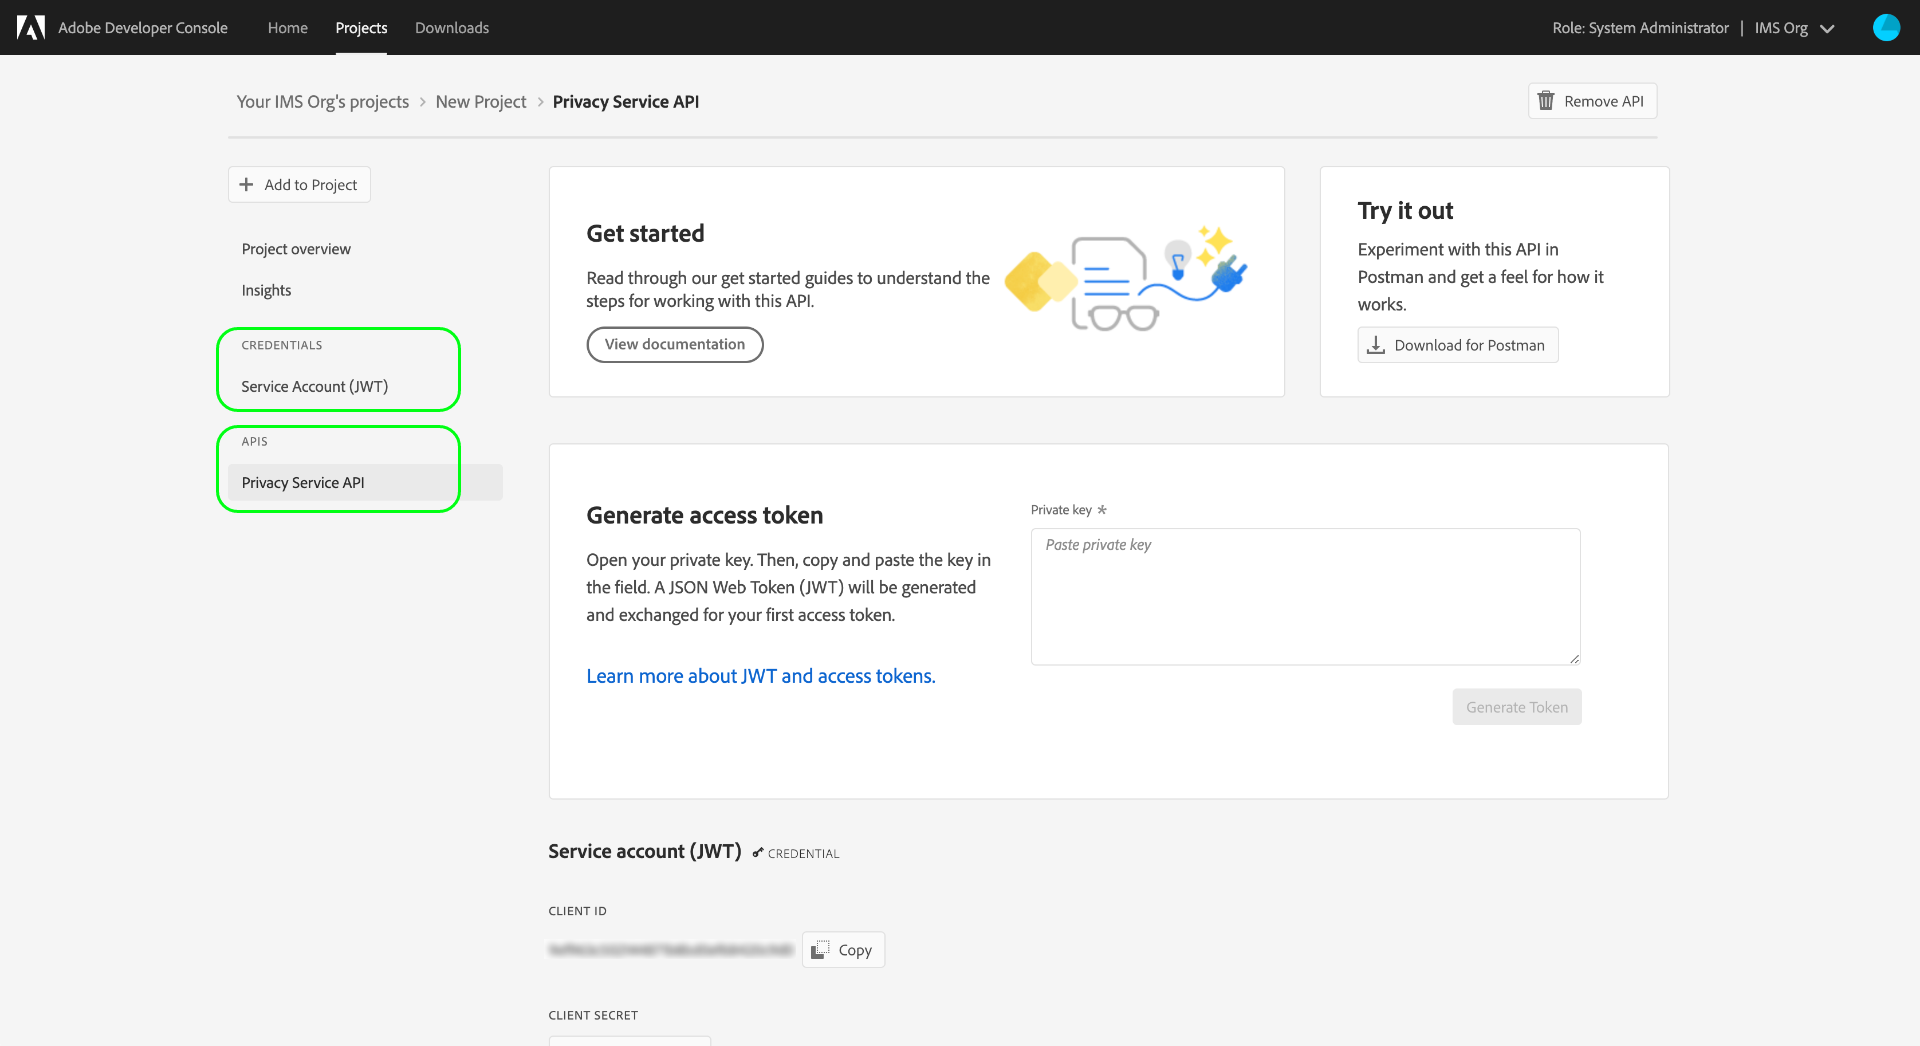 Adobe Developer Console
Home
Projects
Downloads
Role: System Administrator | IMS Org
Your IMS Org's projects > New Project > Privacy Service API
Remove API
Add to Project
Project overview
Insights
CREDENTIALS
Service Account (JWT)
APIS
Privacy Service API
Get started
Read through our get started guides to understand the
steps for working with this API.
View documentation
Try it out
Experiment with this API in
Postman and get a feel for how it
works.
Download for Postman
Generate access token
Open your private key. Then, copy and paste the key in
the field. A JSON Web Token (JWT) will be generated
and exchanged for your first access token.
Learn more about JWT and access tokens.
Private key *
Paste private key
Generate Token
Service account (JWT) CREDENTIAL
CLIENT ID
Copy
CLIENT SECRET